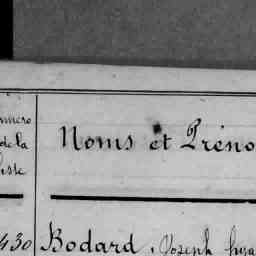 numéro
de la
liste
Noms et Préno
430 Bodard, Joseph